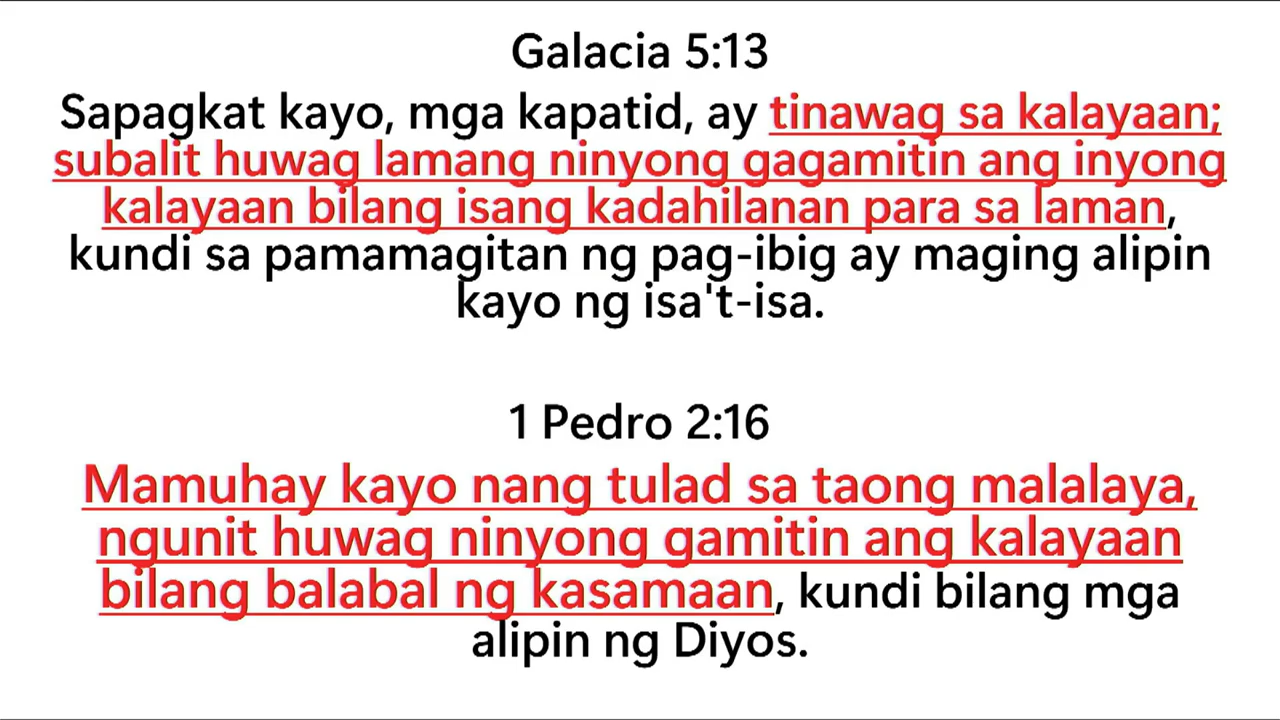 Galacia 5:13
Sapagkat kayo, mga kapatid, ay tinawag sa kalayaan;
subalit huwag lamang ninyong gagamitin ang inyong
kalayaan bilang isang kadahilanan para sa laman,
kundi sa pamamagitan ng pag-ibig ay maging alipin
kayo ng isa't-isa.
1 Pedro 2:16
Mamuhay kayo nang tulad sa taong malalaya,
ngunit huwag ninyong gamitin ang kalayaan
bilang balabal ng kasamaan, kundi bilang mga
alipin ng Diyos.